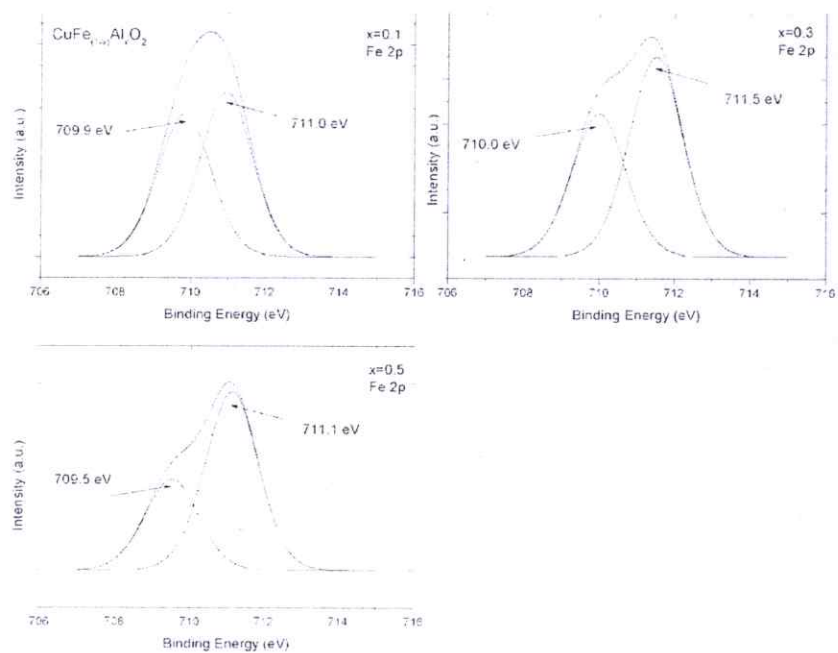 CuFe(1-x)AlxO2
x=0.1
Fe 2p
709.9 eV
711.0 eV
Intensity (a.u.)
706 708 710 712 714 716
Binding Energy (eV)
x=0.3
Fe 2p
711.5 eV
710.0 eV
Intensity (a.u.)
706 708 710 712 714 716
Binding Energy (eV)
x=0.5
Fe 2p
711.1 eV
709.5 eV
Intensity (a.u.)
706 708 710 712 714 716
Binding Energy (eV)